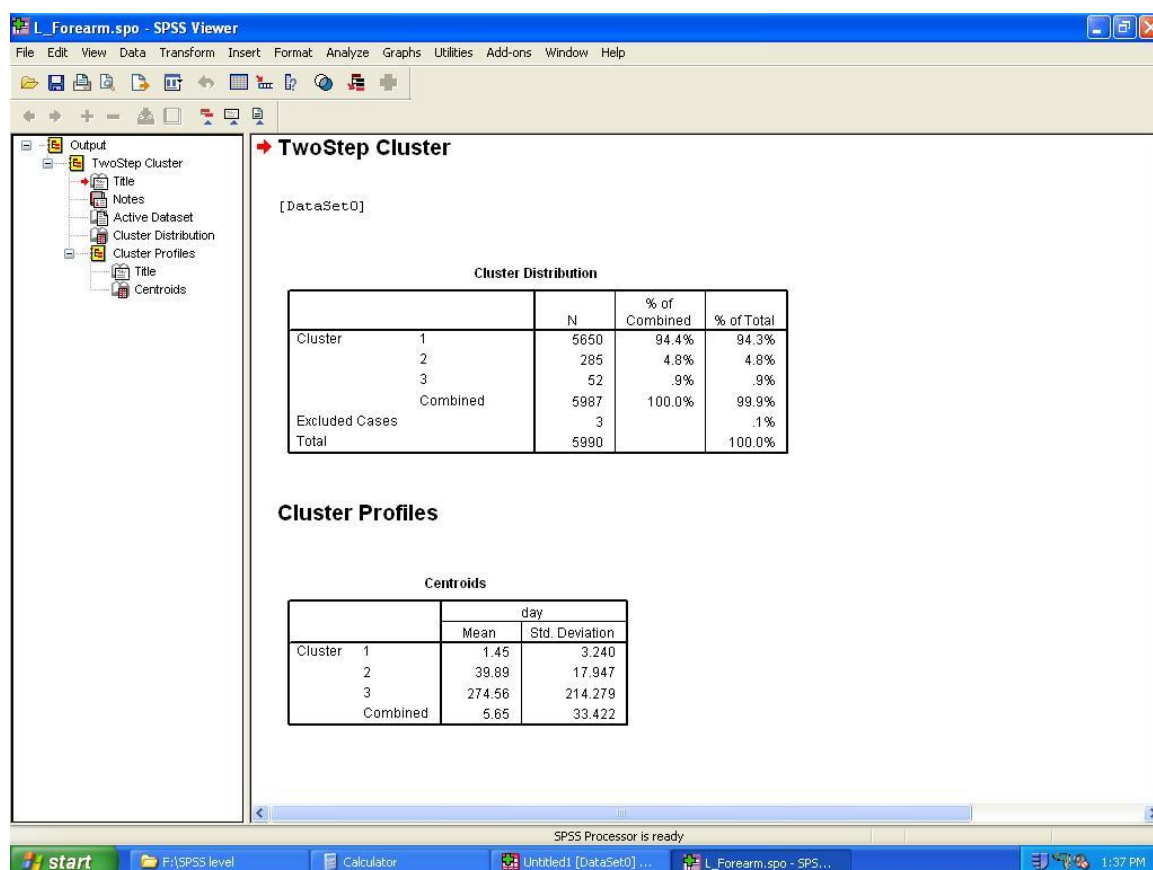 L_Forearm.spo - SPSS Viewer
File Edit View Data Transform Insert Format Analyze Graphs Utilities Add-ons Window Help
Output
TwoStep Cluster
Title
Notes
Active Dataset
Cluster Distribution
Cluster Profiles
Title
Centroids
TwoStep Cluster
[DataSet0]
Cluster Distribution
N % of Combined % of Total
Cluster 1 5650 94.4% 94.3%
2 285 4.8% 4.8%
3 52 .9% .9%
Combined 5987 100.0% 99.9%
Excluded Cases 3 .1%
Total 5990 100.0%
Cluster Profiles
Centroids
day
Mean Std. Deviation
Cluster 1 1.45 3.240
2 39.89 17.947
3 274.56 214.279
Combined 5.65 33.422
SPSS Processor is ready
start F:\SPSS level Calculator Untitled1 [DataSet0] ... L_Forearm.spo - SPS... 1:37 PM